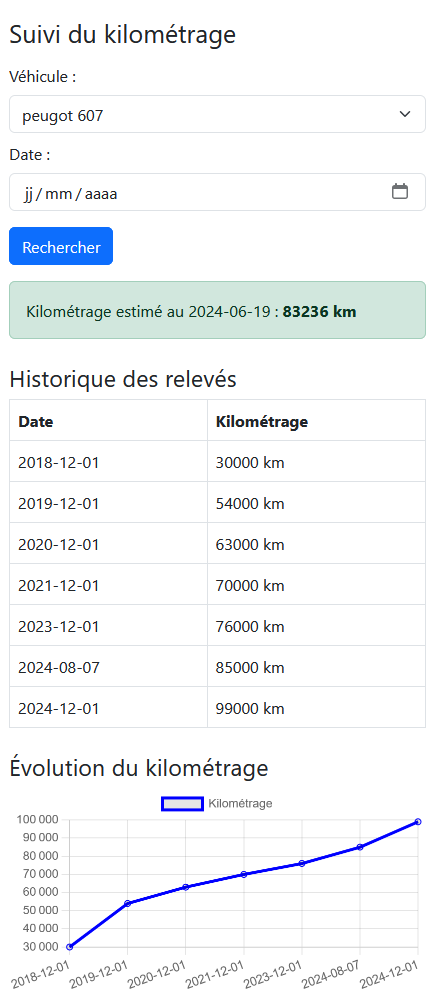 Suivi du kilométrage
Véhicule :
peugot 607
Date :
jj / mm / aaaa
Rechercher
Kilométrage estimé au 2024-06-19 : 83236 km
Historique des relevés
Date Kilométrage
2018-12-01 30000 km
2019-12-01 54000 km
2020-12-01 63000 km
2021-12-01 70000 km
2023-12-01 76000 km
2024-08-07 85000 km
2024-12-01 99000 km
Évolution du kilométrage
Kilométrage
100 000
90 000
80 000
70 000
60 000
50 000
40 000
30 000
2018-12-01 2019-12-01 2020-12-01 2021-12-01 2023-12-01 2024-08-07 2024-12-01